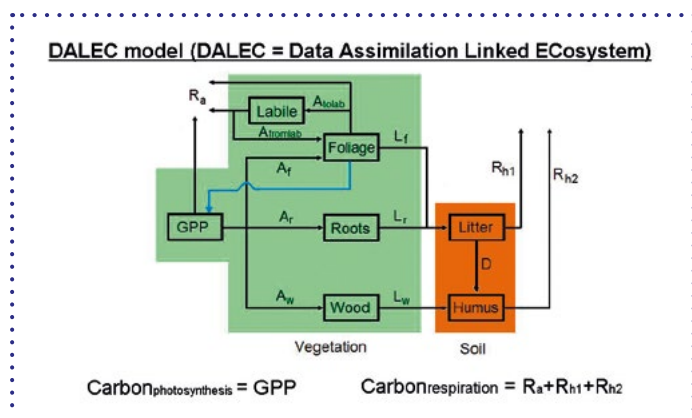 DALEC model (DALEC = Data Assimilation Linked ECosystem)
Ra
Labile
Atolab
Afromlab
Foliage
Lf
Af
Rh1
Rh2
GPP
Ar
Roots
Lr
Litter
D
Aw
Wood
Lw
Humus
Vegetation
Soil
Carbonphotosynthesis = GPP
Carbonrespiration = Ra+Rh1+Rh2